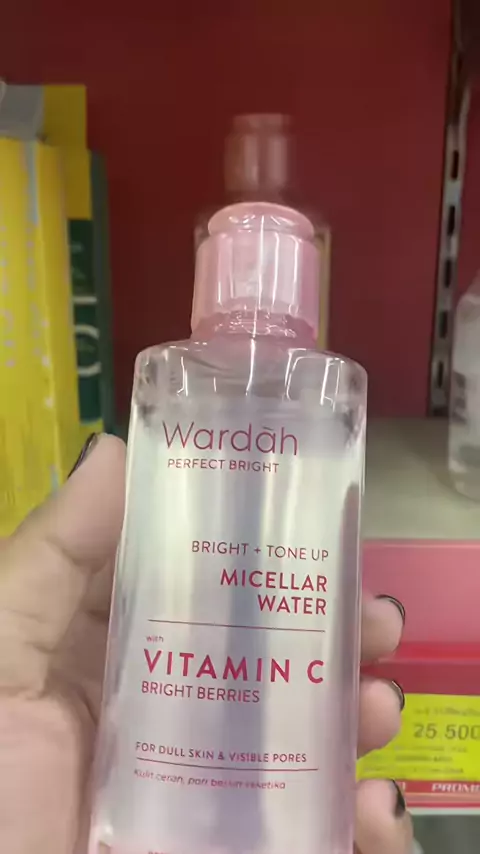 Wardāh
PERFECT BRIGHT
BRIGHT + TONE UP
MICELLAR
WATER
with
VITAMIN C
BRIGHT BERRIES
FOR DULL SKIN & VISIBLE PORES
Kulit cerah, pori bersih seketika
25.500
PROMO